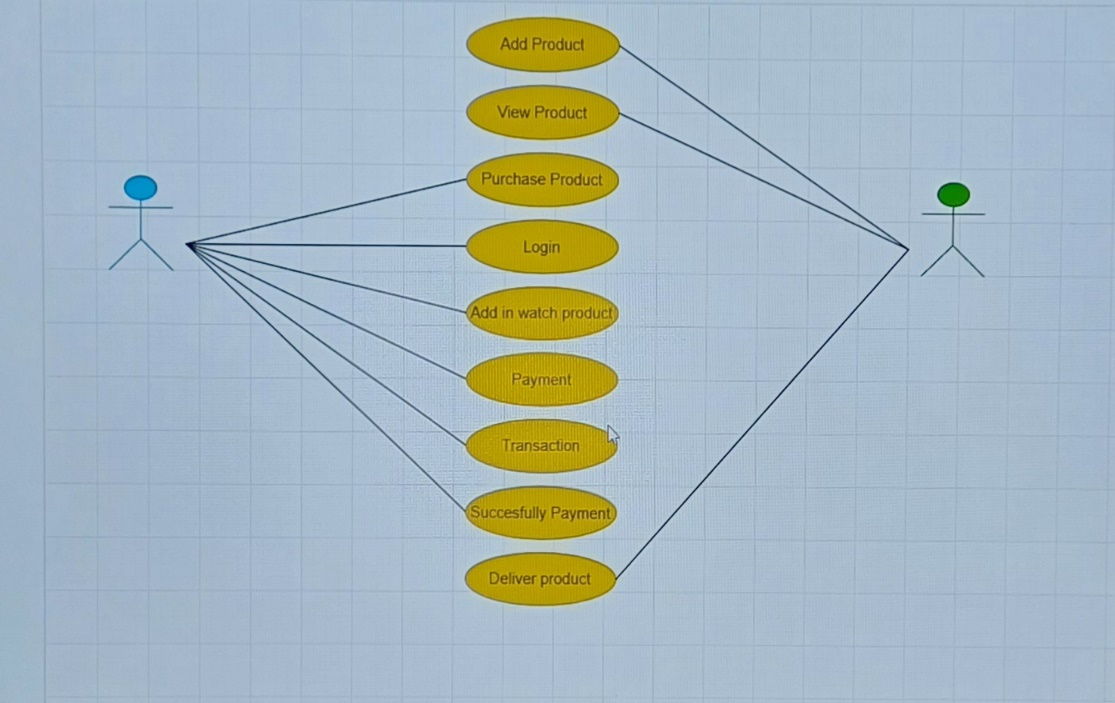 Add Product
View Product
Purchase Product
Login
Add in watch product
Payment
Transaction
Succesfully Payment
Deliver product